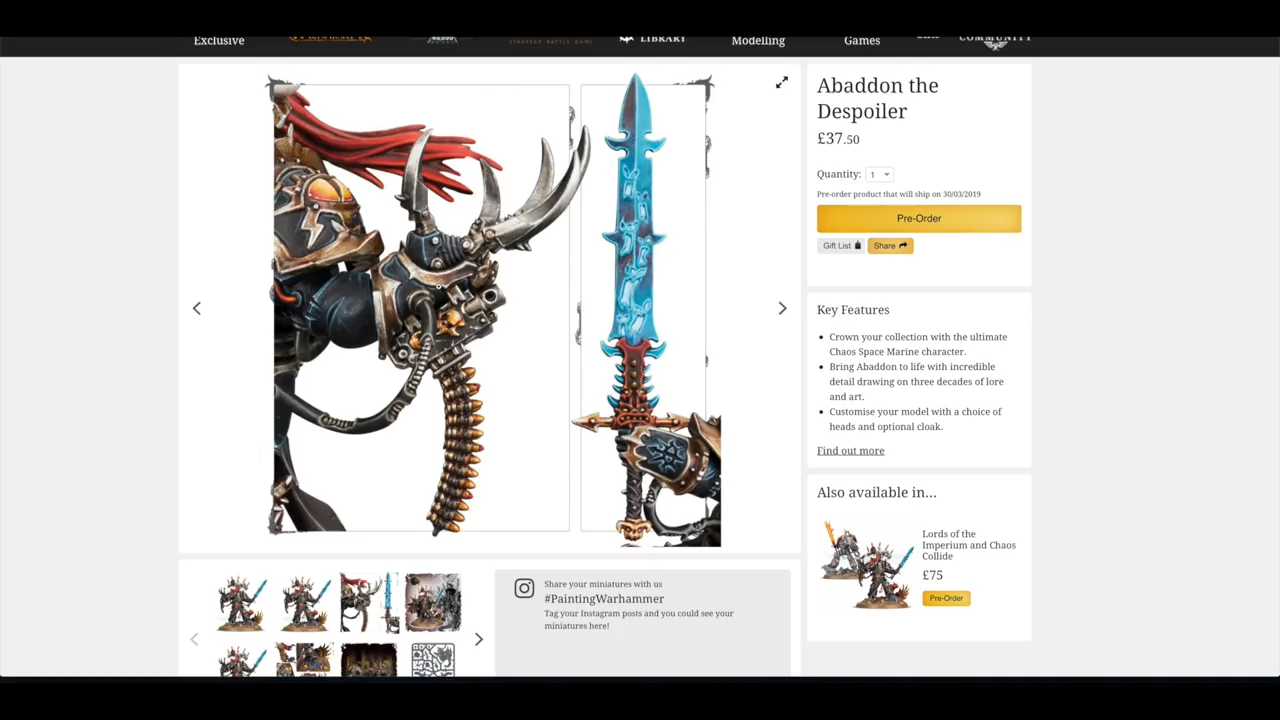 Exclusive
STRATEGY BATTLE GAME
LIBRARY
Modelling
Games
COMMUNITY
Abaddon the
Despoiler
£37.50
Quantity: 1
Pre-order product that will ship on 30/03/2019
Pre-Order
Gift List
Share
Key Features
Crown your collection with the ultimate
Chaos Space Marine character.
Bring Abaddon to life with incredible
detail drawing on three decades of lore
and art.
Customise your model with a choice of
heads and optional cloak.
Find out more
Also available in...
Lords of the
Imperium and Chaos
Collide
£75
Pre-Order
Share your miniatures with us
#PaintingWarhammer
Tag your Instagram posts and you could see your
miniatures here!